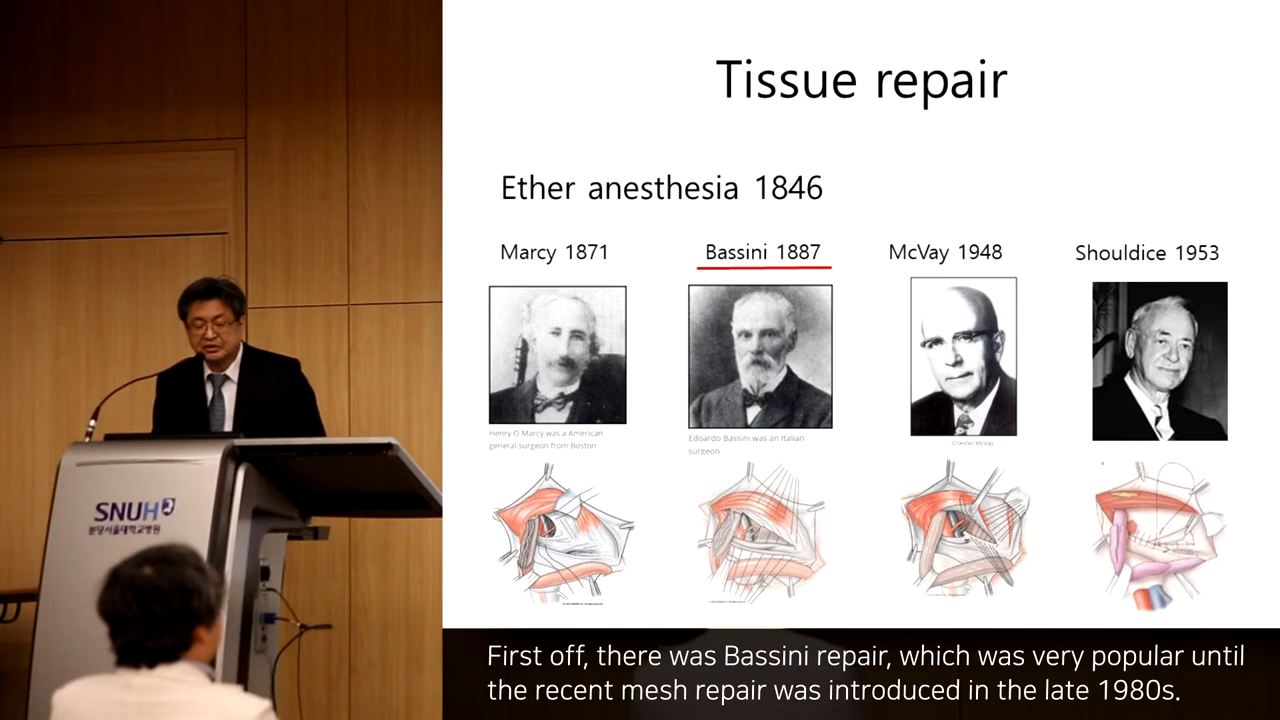 Tissue repair
Ether anesthesia 1846
Marcy 1871
Bassini 1887
McVay 1948
Shouldice 1953
Henry O Marcy was a American
general surgeon from Boston
Edoardo Bassini was an Italian
surgeon
Chester McVay
SNUH
분당서울대학교병원
First off, there was Bassini repair, which was very popular until
the recent mesh repair was introduced in the late 1980s.